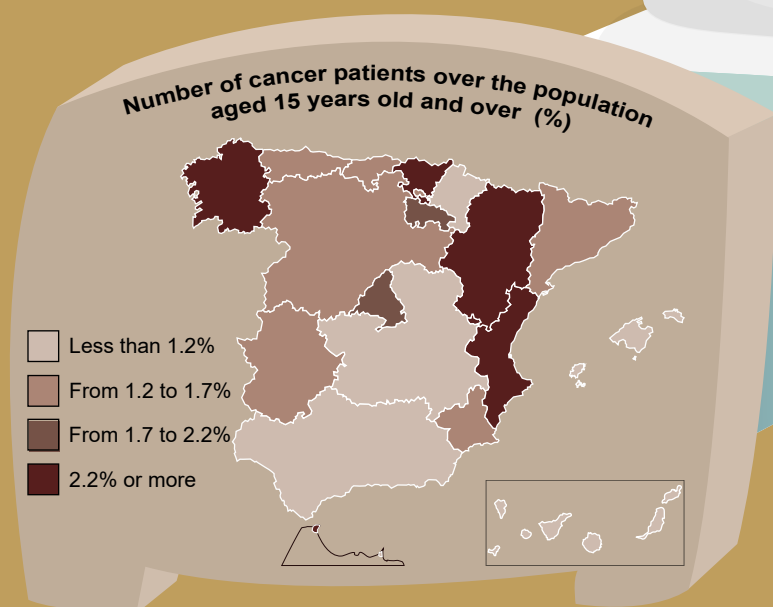 Number of cancer patients over the population
aged 15 years old and over (%)
Less than 1.2%
From 1.2 to 1.7%
From 1.7 to 2.2%
2.2% or more